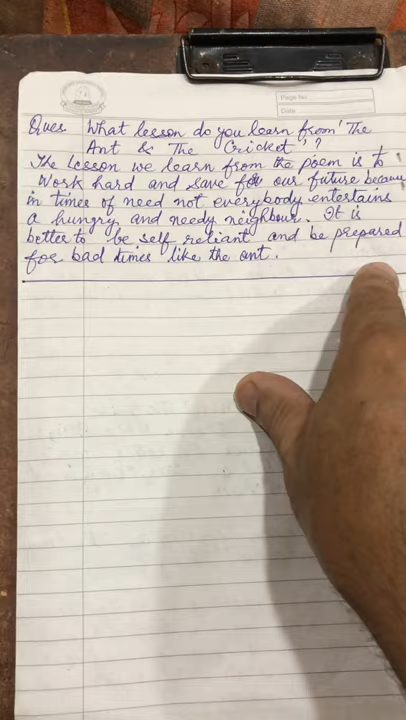 Page No.
Date
Ques. What lesson do you learn from 'The
Ant & The Cricket'?
The Lesson we learn from the poem is to
Work hard and save for our future because
in times of need not everybody entertains
a hungry and needy neighbour. It is
better to be self reliant and be prepared
for bad times like the ant.